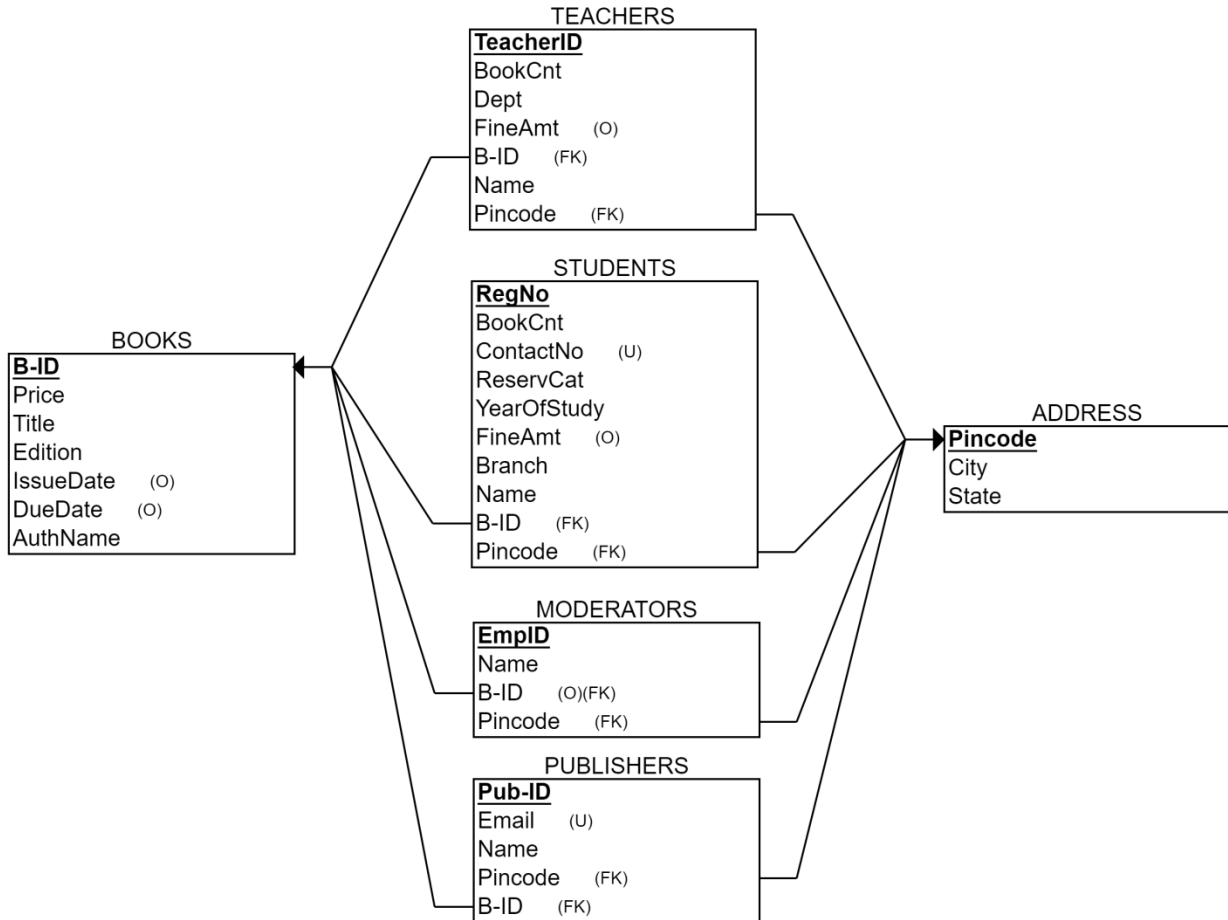 TEACHERS
TeacherID
BookCnt
Dept
FineAmt (O)
B-ID (FK)
Name
Pincode (FK)
STUDENTS
RegNo
BookCnt
ContactNo (U)
ReservCat
YearOfStudy
FineAmt (O)
Branch
Name
B-ID (FK)
Pincode (FK)
BOOKS
B-ID
Price
Title
Edition
IssueDate (O)
DueDate (O)
AuthName
ADDRESS
Pincode
City
State
MODERATORS
EmpID
Name
B-ID (O)(FK)
Pincode (FK)
PUBLISHERS
Pub-ID
Email (U)
Name
Pincode (FK)
B-ID (FK)